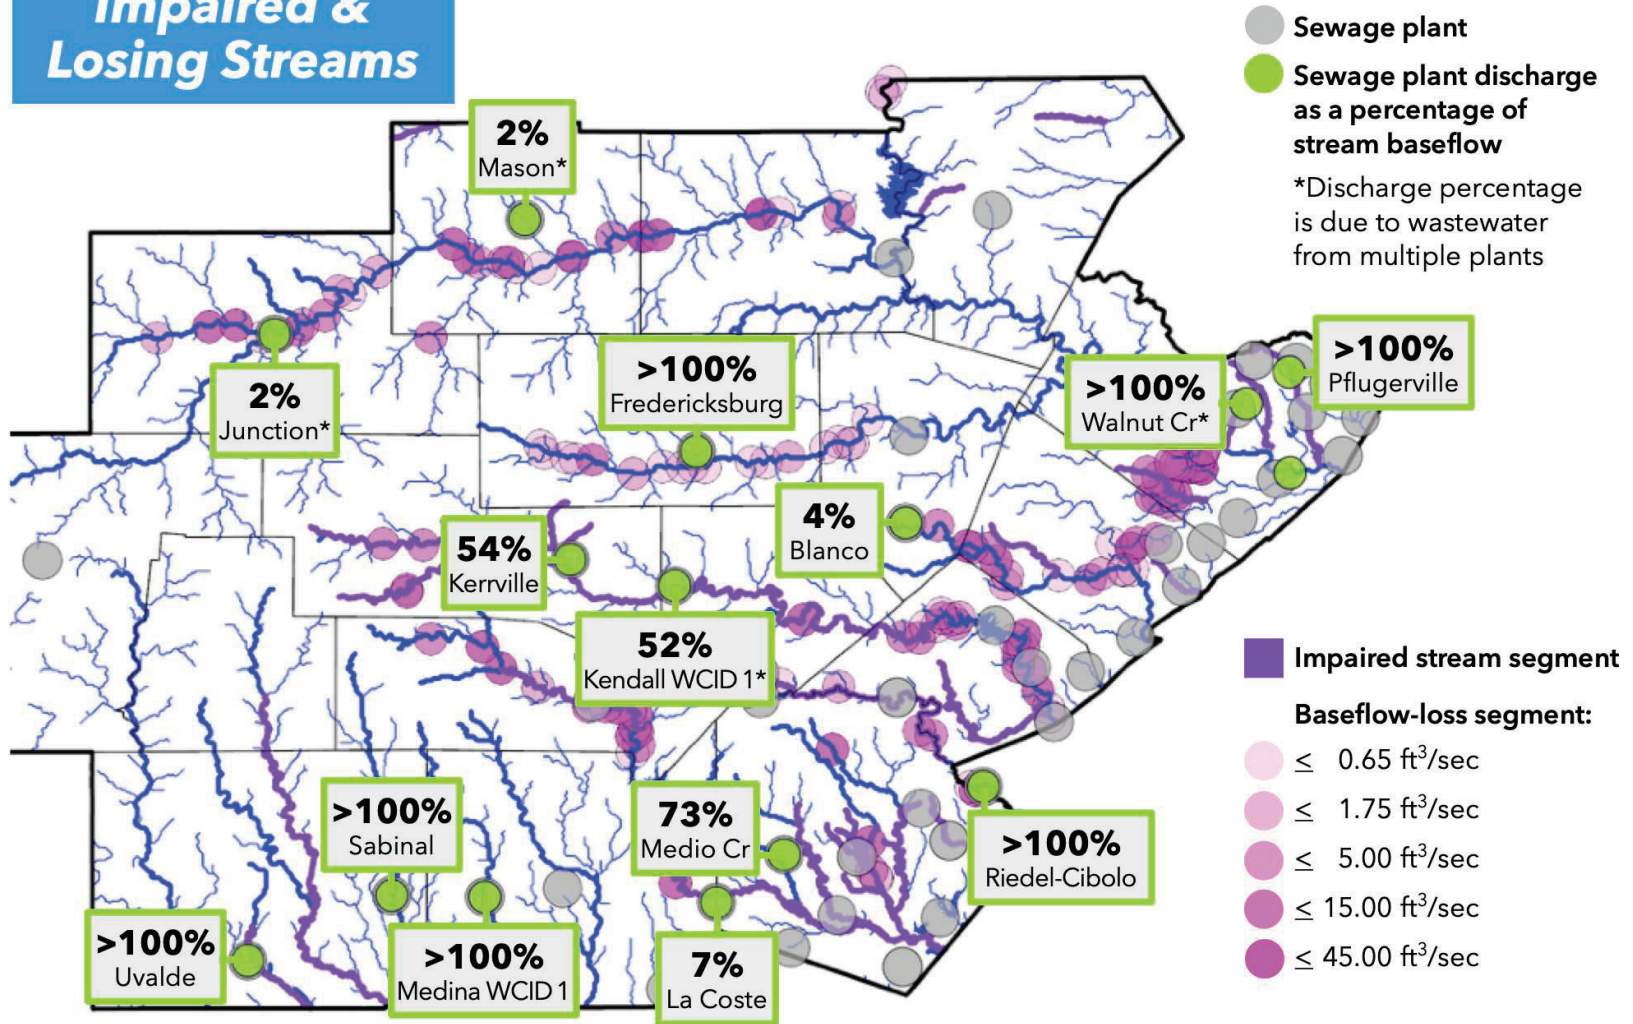 Impaired &
Losing Streams
Sewage plant
Sewage plant discharge
as a percentage of
stream baseflow
*Discharge percentage
is due to wastewater
from multiple plants
2%
Mason*
2%
Junction*
>100%
Fredericksburg
>100%
Walnut Cr*
>100%
Pflugerville
54%
Kerrville
4%
Blanco
52%
Kendall WCID 1*
>100%
Sabinal
73%
Medio Cr
>100%
Riedel-Cibolo
>100%
Uvalde
>100%
Medina WCID 1
7%
La Coste
Impaired stream segment
Baseflow-loss segment:
≤ 0.65 ft³/sec
≤ 1.75 ft³/sec
≤ 5.00 ft³/sec
≤ 15.00 ft³/sec
≤ 45.00 ft³/sec